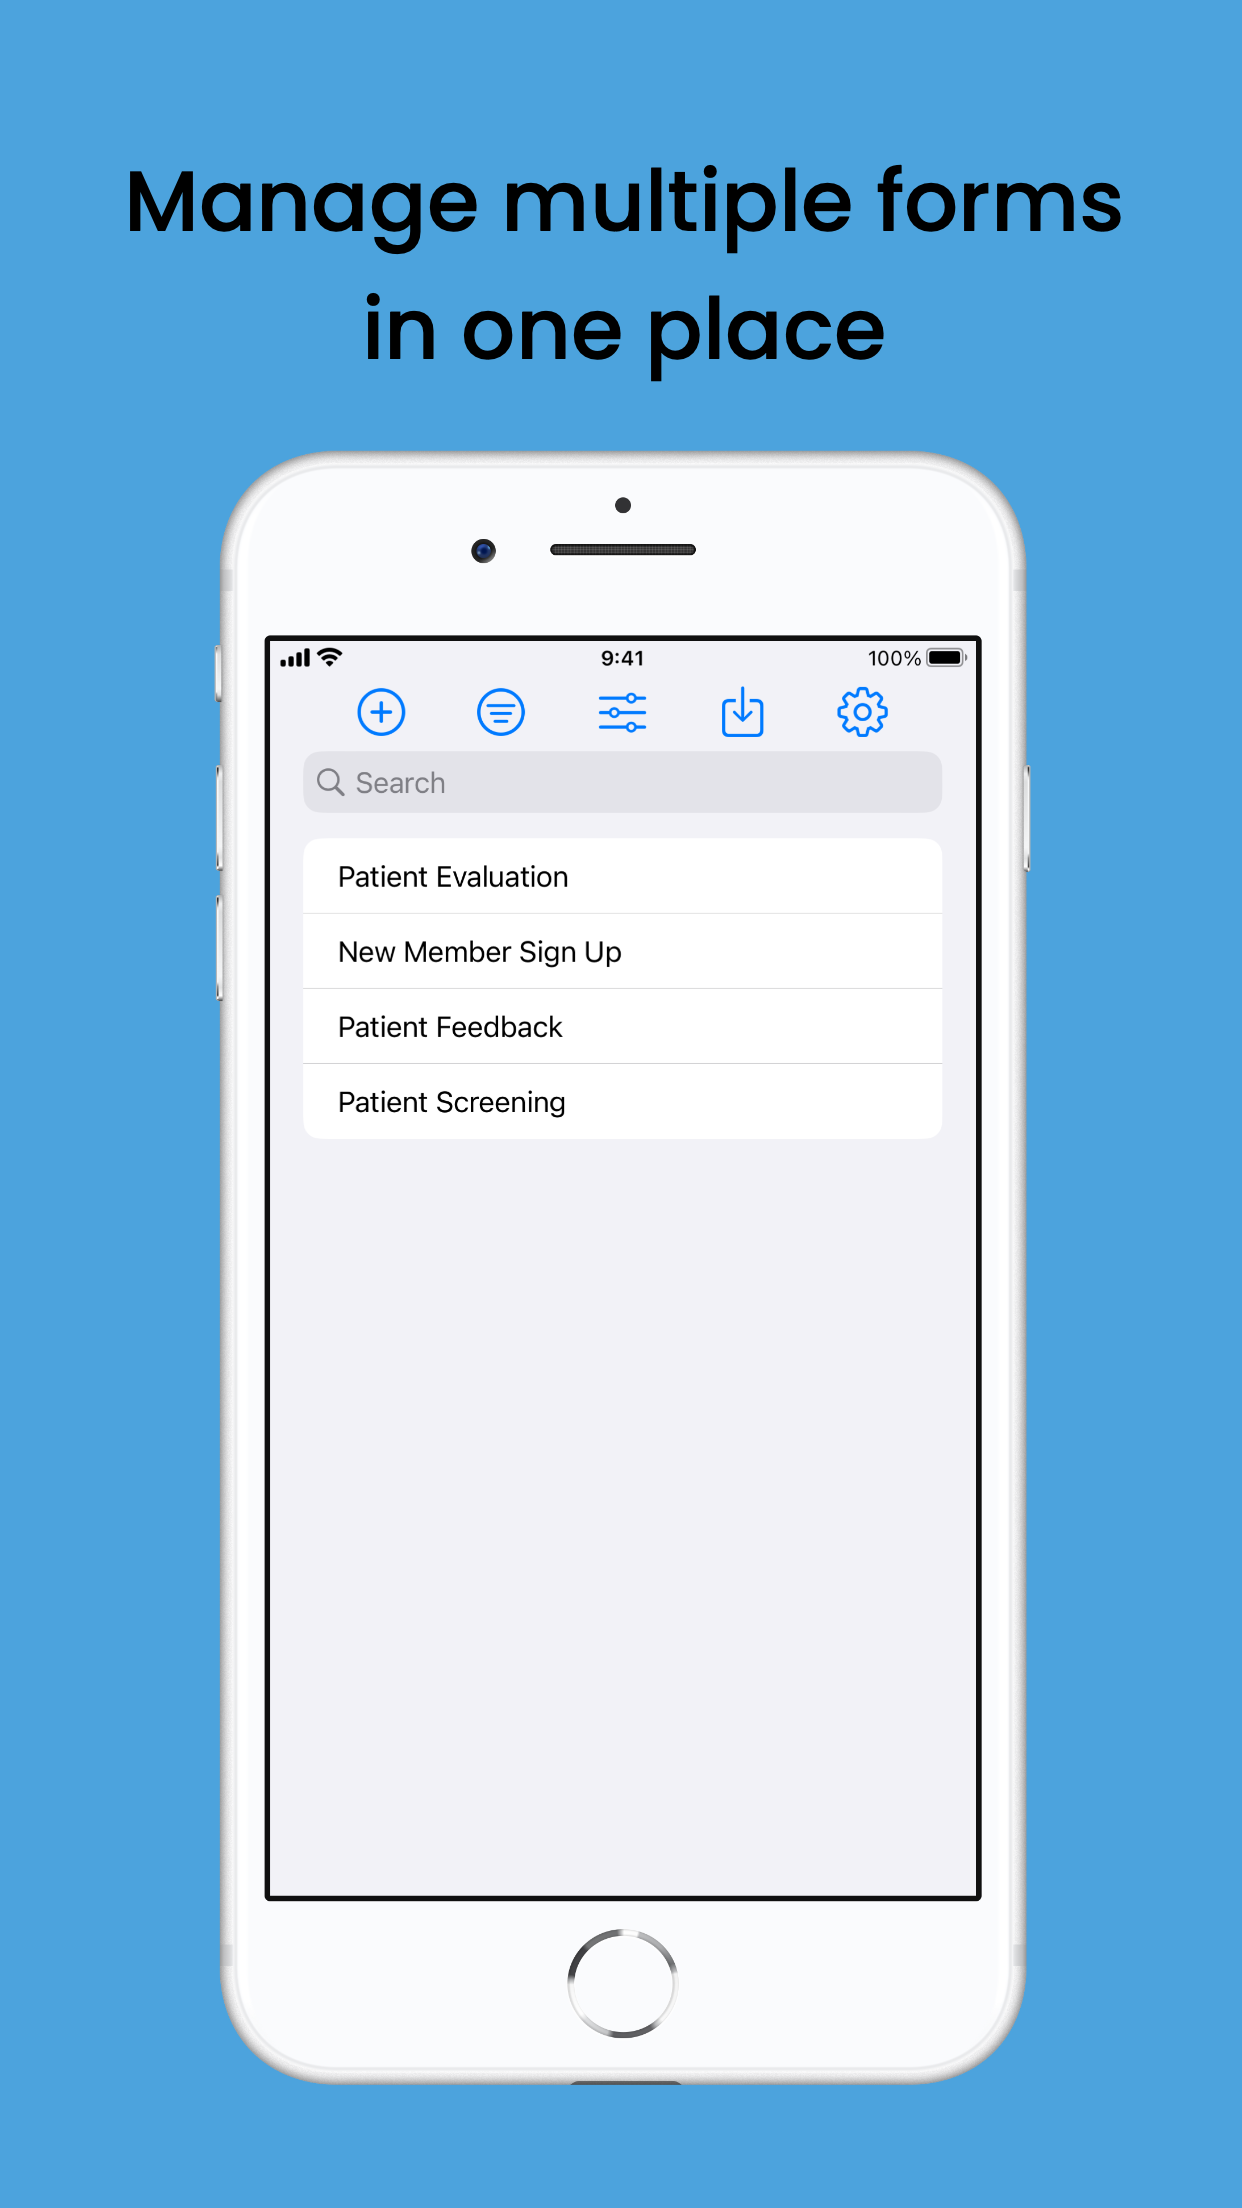 Manage multiple forms
in one place
9:41
100%
Search
Patient Evaluation
New Member Sign Up
Patient Feedback
Patient Screening